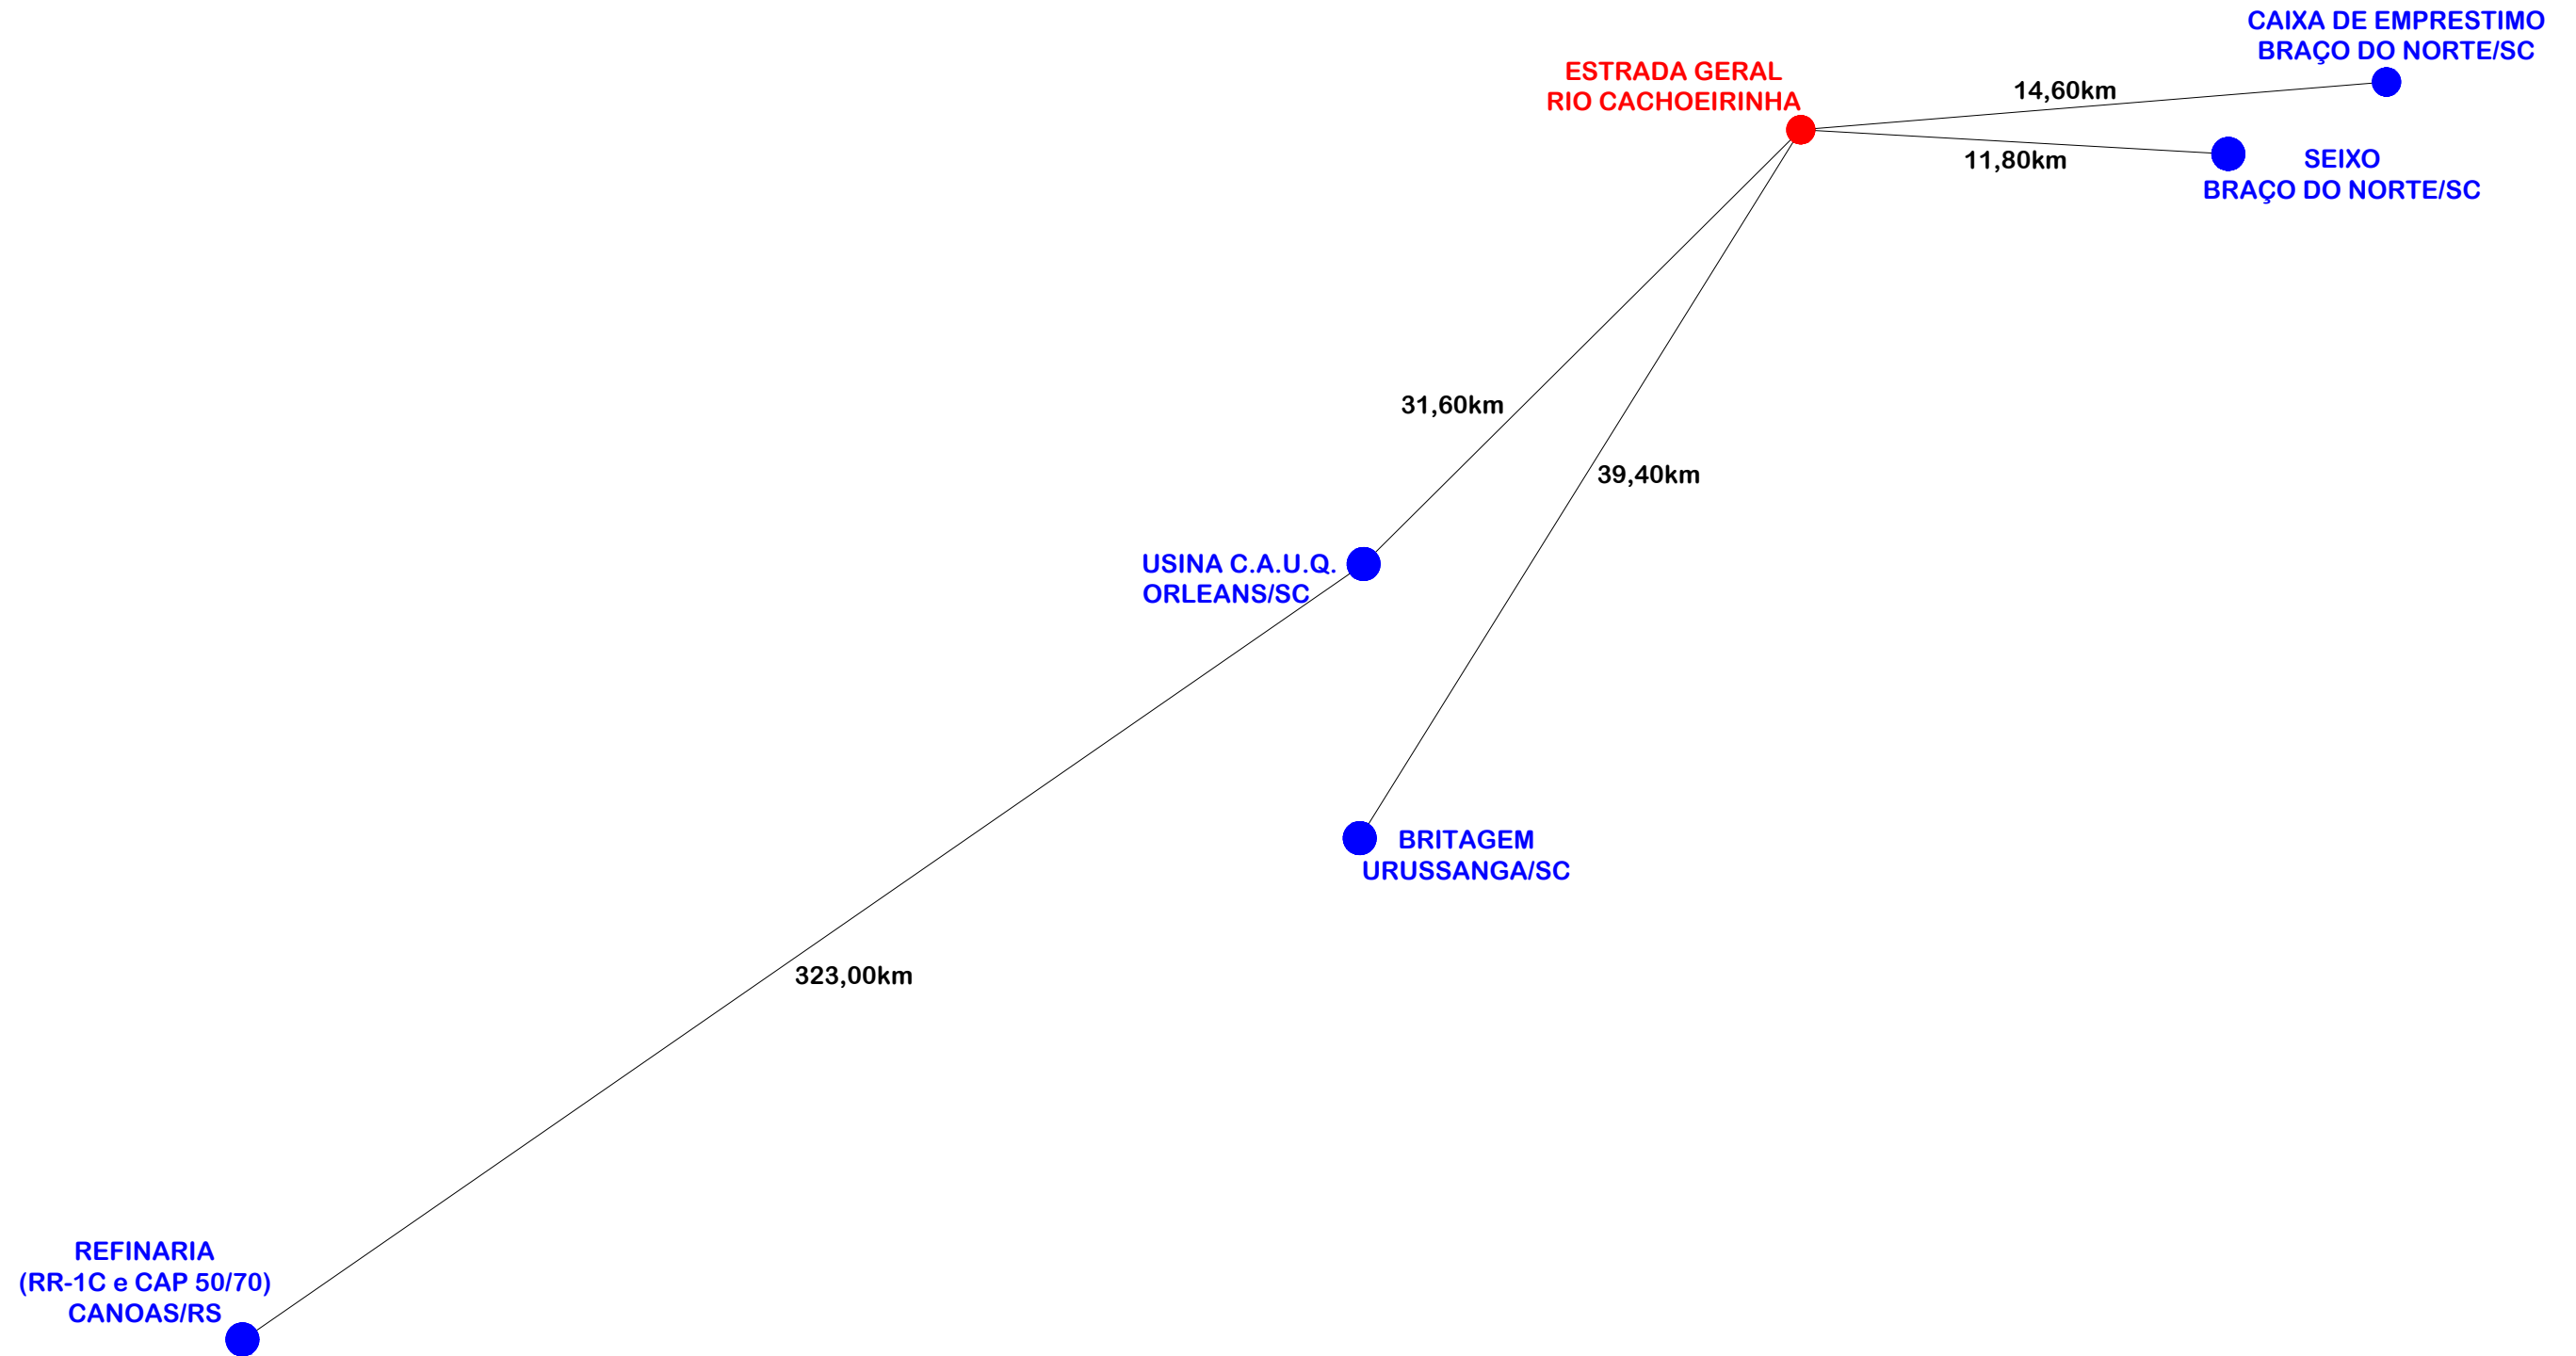 CAIXA DE EMPRESTIMO
BRAÇO DO NORTE/SC
ESTRADA GERAL
RIO CACHOEIRINHA
14,60km
11,80km
SEIXO
BRAÇO DO NORTE/SC
31,60km
39,40km
USINA C.A.U.Q.
ORLEANS/SC
BRITAGEM
URUSSANGA/SC
323,00km
REFINARIA
(RR-1C e CAP 50/70)
CANOAS/RS